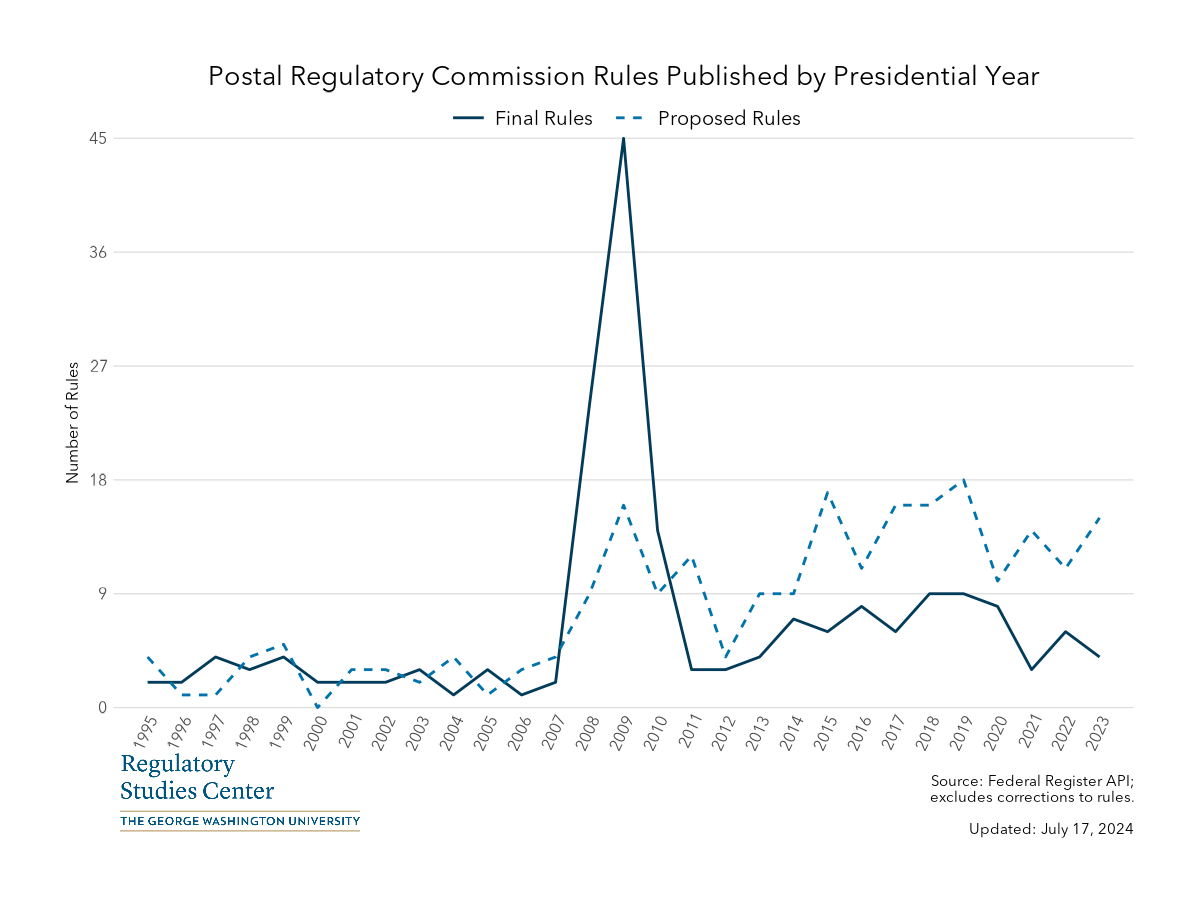 Postal Regulatory Commission Rules Published by Presidential Year
Final Rules Proposed Rules
45
36
27
18
9
0
Number of Rules
1995 1996 1997 1998 1999 2000 2001 2002 2003 2004 2005 2006 2007 2008 2009 2010 2011 2012 2013 2014 2015 2016 2017 2018 2019 2020 2021 2022 2023
Regulatory
Studies Center
THE GEORGE WASHINGTON UNIVERSITY
Source: Federal Register API;
excludes corrections to rules.
Updated: July 17, 2024